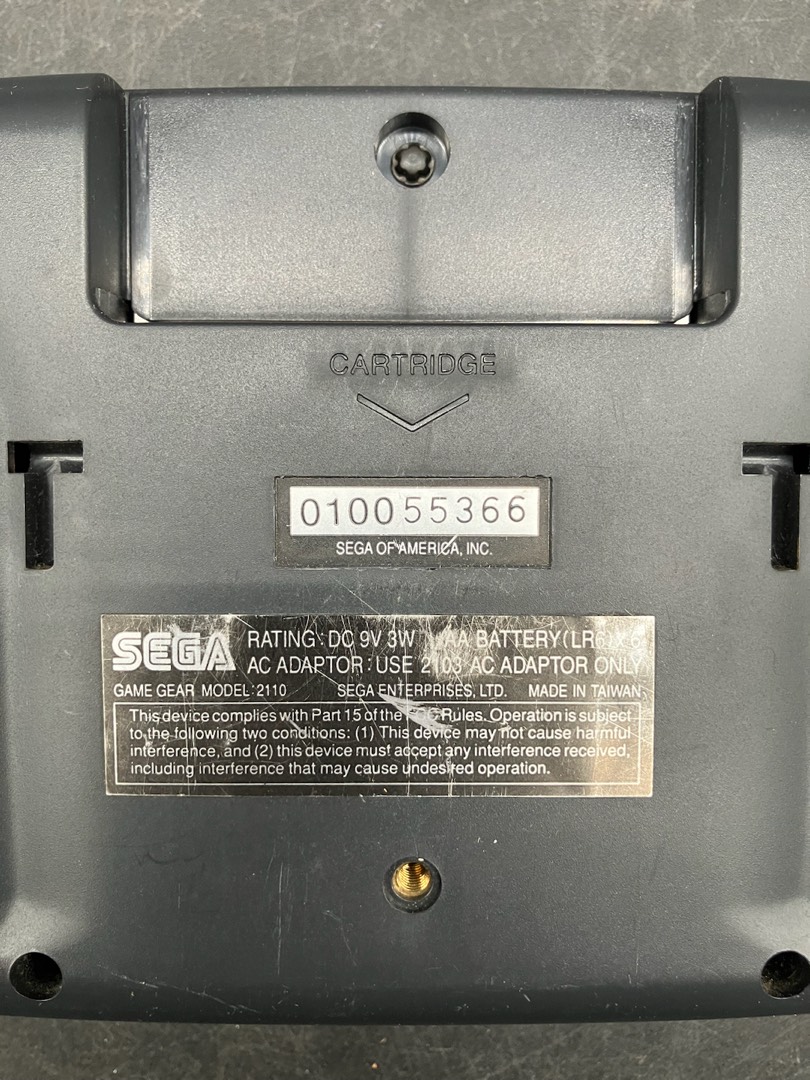 CARTRIDGE
010055366
SEGA OF AMERICA, INC.
SEGA
RATING : DC 9V 3W AA BATTERY (LR6) X 6
AC ADAPTOR : USE 2103 AC ADAPTOR ONLY
GAME GEAR MODEL: 2110 SEGA ENTERPRISES, LTD. MADE IN TAIWAN
This device complies with Part 15 of the FCC Rules. Operation is subject
to the following two conditions: (1) This device may not cause harmful
interference, and (2) this device must accept any interference received,
including interference that may cause undesired operation.